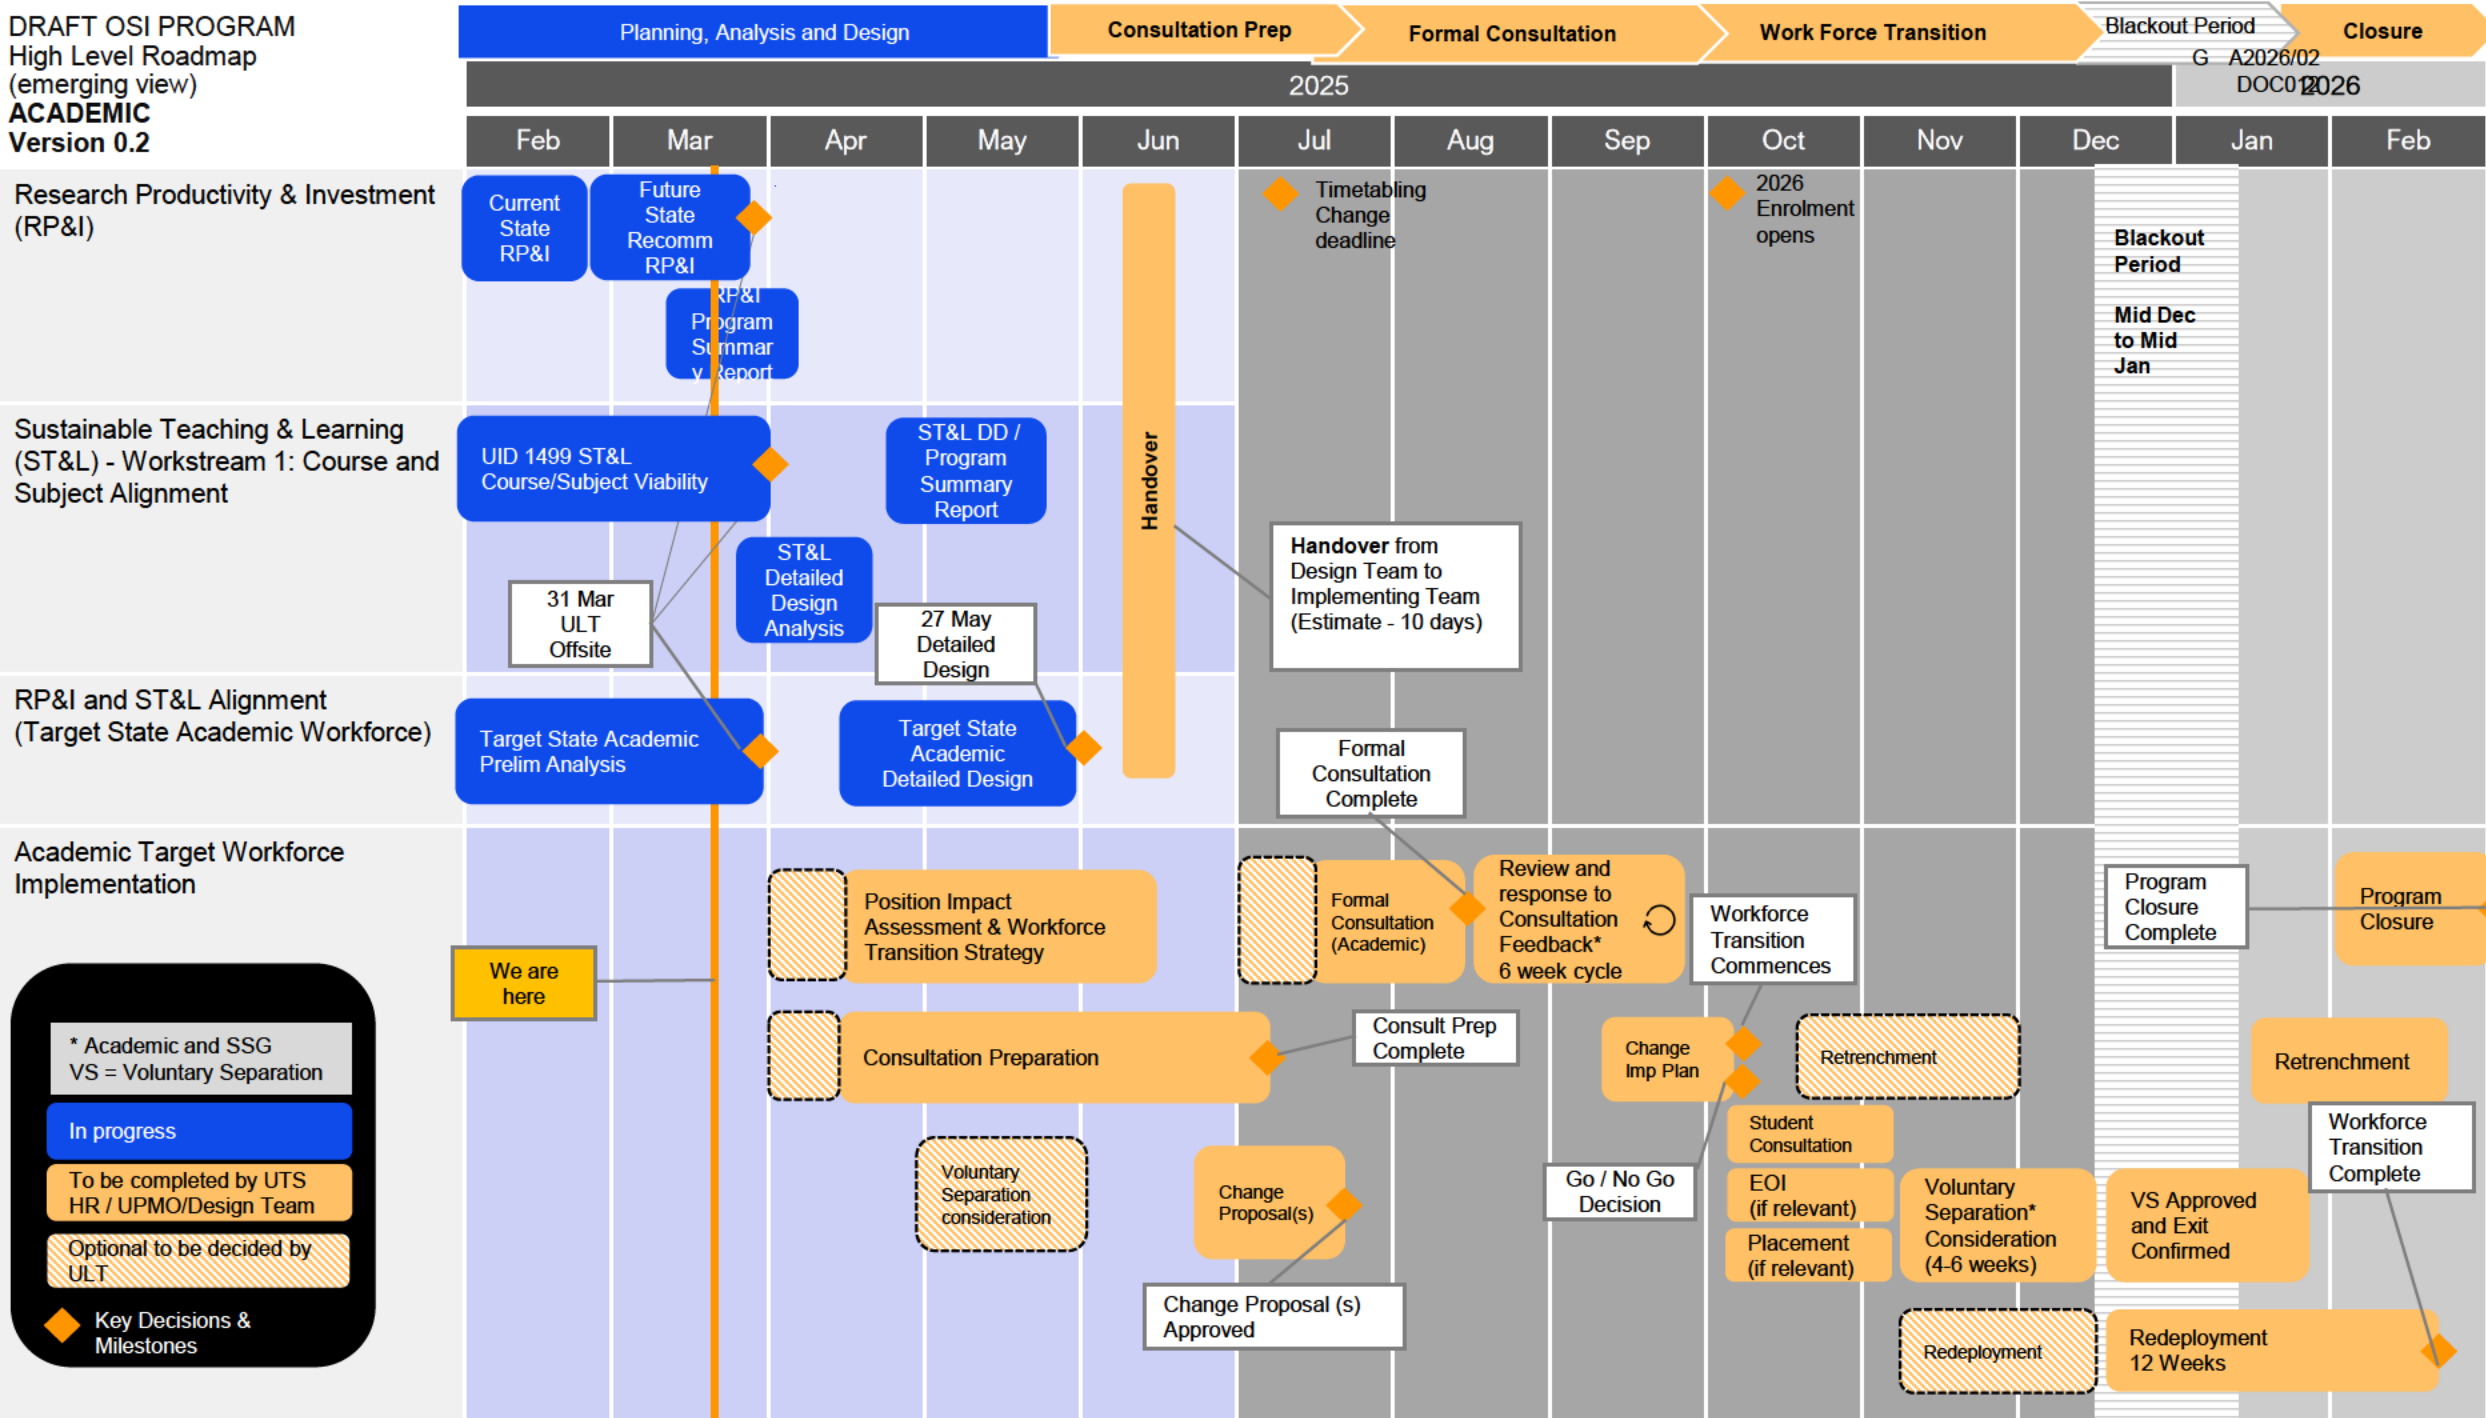 DRAFT OSI PROGRAM
High Level Roadmap
(emerging view)
ACADEMIC
Version 0.2
Planning, Analysis and Design
Consultation Prep
Formal Consultation
Work Force Transition
Blackout Period
Closure
G A2026/02
DOC012
2025
2026
Feb
Mar
Apr
May
Jun
Jul
Aug
Sep
Oct
Nov
Dec
Jan
Feb
Research Productivity & Investment
(RP&I)
Current
State
RP&I
Future
State
Recomm
RP&I
RP&I
Program
Summar
y Report
Timetabling
Change
deadline
2026
Enrolment
opens
Blackout
Period
Mid Dec
to Mid
Jan
Handover
Sustainable Teaching & Learning
(ST&L) - Workstream 1: Course and
Subject Alignment
UID 1499 ST&L
Course/Subject Viability
ST&L DD /
Program
Summary
Report
ST&L
Detailed
Design
Analysis
31 Mar
ULT
Offsite
27 May
Detailed
Design
Handover from
Design Team to
Implementing Team
(Estimate - 10 days)
RP&I and ST&L Alignment
(Target State Academic Workforce)
Target State Academic
Prelim Analysis
Target State
Academic
Detailed Design
Formal
Consultation
Complete
Academic Target Workforce
Implementation
Position Impact
Assessment & Workforce
Transition Strategy
Formal
Consultation
(Academic)
Review and
response to
Consultation
Feedback*
6 week cycle
Workforce
Transition
Commences
Program
Closure
Complete
Program
Closure
We are
here
Consultation Preparation
Consult Prep
Complete
Change
Imp Plan
Retrenchment
Retrenchment
Voluntary
Separation
consideration
Change
Proposal(s)
Go / No Go
Decision
Student
Consultation
EOI
(if relevant)
Placement
(if relevant)
Voluntary
Separation*
Consideration
(4-6 weeks)
VS Approved
and Exit
Confirmed
Workforce
Transition
Complete
Change Proposal (s)
Approved
Redeployment
Redeployment
12 Weeks
* Academic and SSG
VS = Voluntary Separation
In progress
To be completed by UTS
HR / UPMO/Design Team
Optional to be decided by
ULT
Key Decisions &
Milestones